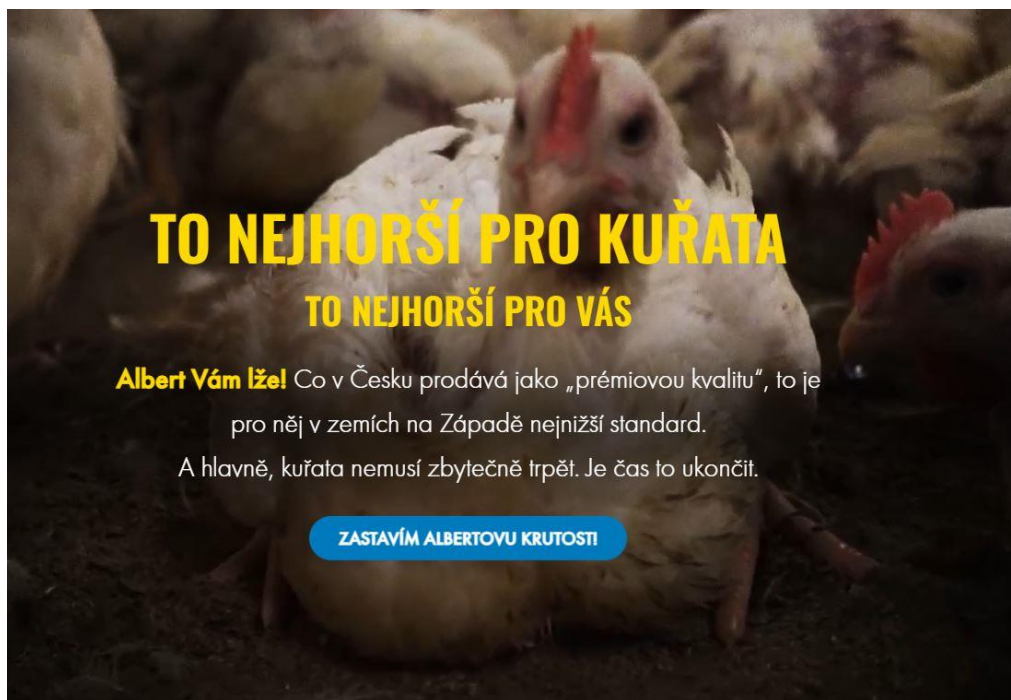 TO NEJHORŠÍ PRO KUŘATA
TO NEJHORŠÍ PRO VÁS
Albert Vám lže! Co v Česku prodává jako „prémiovou kvalitu“, to je
pro něj v zemích na Západě nejnižší standard.
A hlavně, kuřata nemusí zbytečně trpět. Je čas to ukončit.
ZASTAVÍM ALBERTOVU KRUTOST!